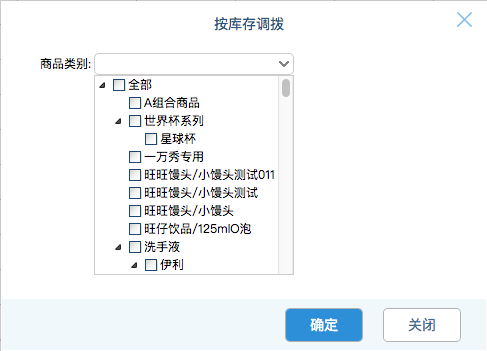 按库存调拨
商品类别:
全部
A组合商品
世界杯系列
星球杯
一万秀专用
旺旺馒头/小馒头测试011
旺旺馒头/小馒头测试
旺旺馒头/小馒头
旺仔饮品/125mlO泡
洗手液
伊利
确定
关闭